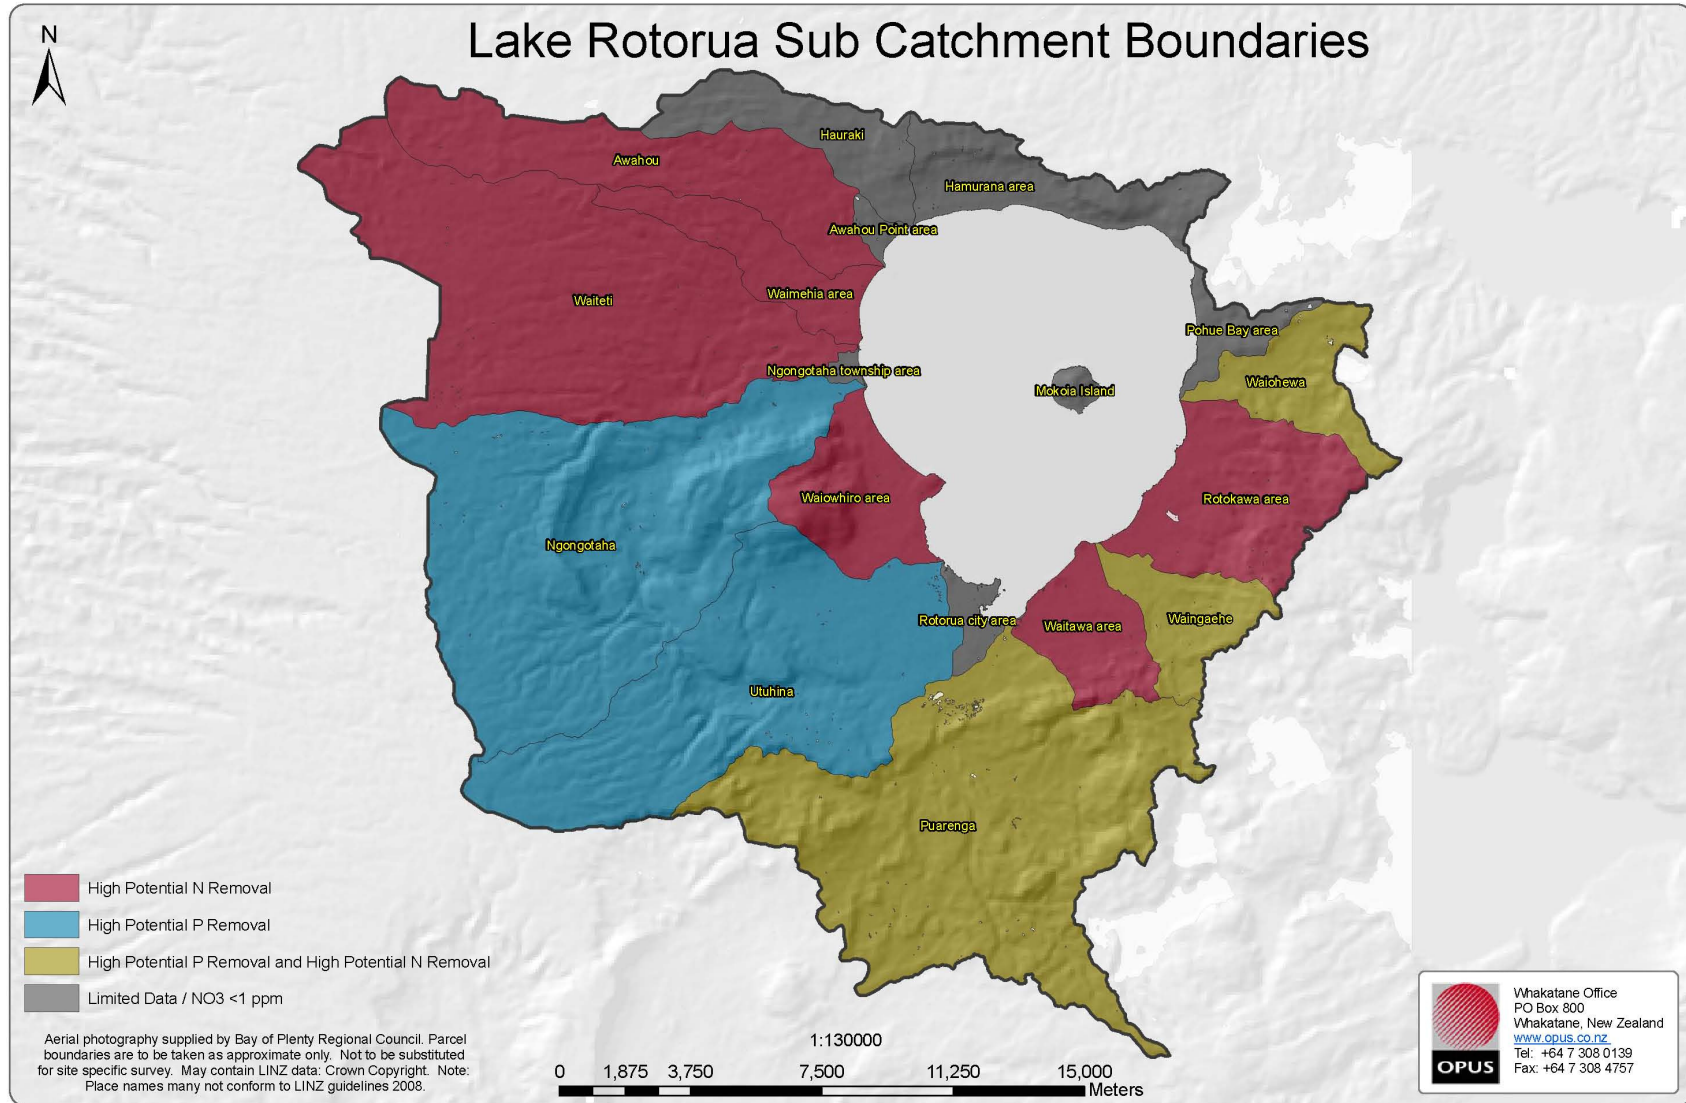 Lake Rotorua Sub Catchment Boundaries
N
Hauraki
Awahou
Hamurana area
Awahou Point area
Waimehia area
Waiteti
Pohue Bay area
Ngongotaha township area
Waiohewa
Mokoia Island
Waiowhiro area
Rotokawa area
Ngongotaha
Rotorua city area
Waitawa area
Waingaehe
Utuhina
Puarenga
High Potential N Removal
High Potential P Removal
High Potential P Removal and High Potential N Removal
Limited Data / NO3 <1 ppm
Aerial photography supplied by Bay of Plenty Regional Council. Parcel
boundaries are to be taken as approximate only. Not to be substituted
for site specific survey. May contain LINZ data: Crown Copyright. Note:
Place names many not conform to LINZ guidelines 2008.
1:130000
0 1,875 3,750 7,500 11,250 15,000
Meters
OPUS
Whakatane Office
PO Box 800
Whakatane, New Zealand
www.opus.co.nz
Tel: +64 7 308 0139
Fax: +64 7 308 4757